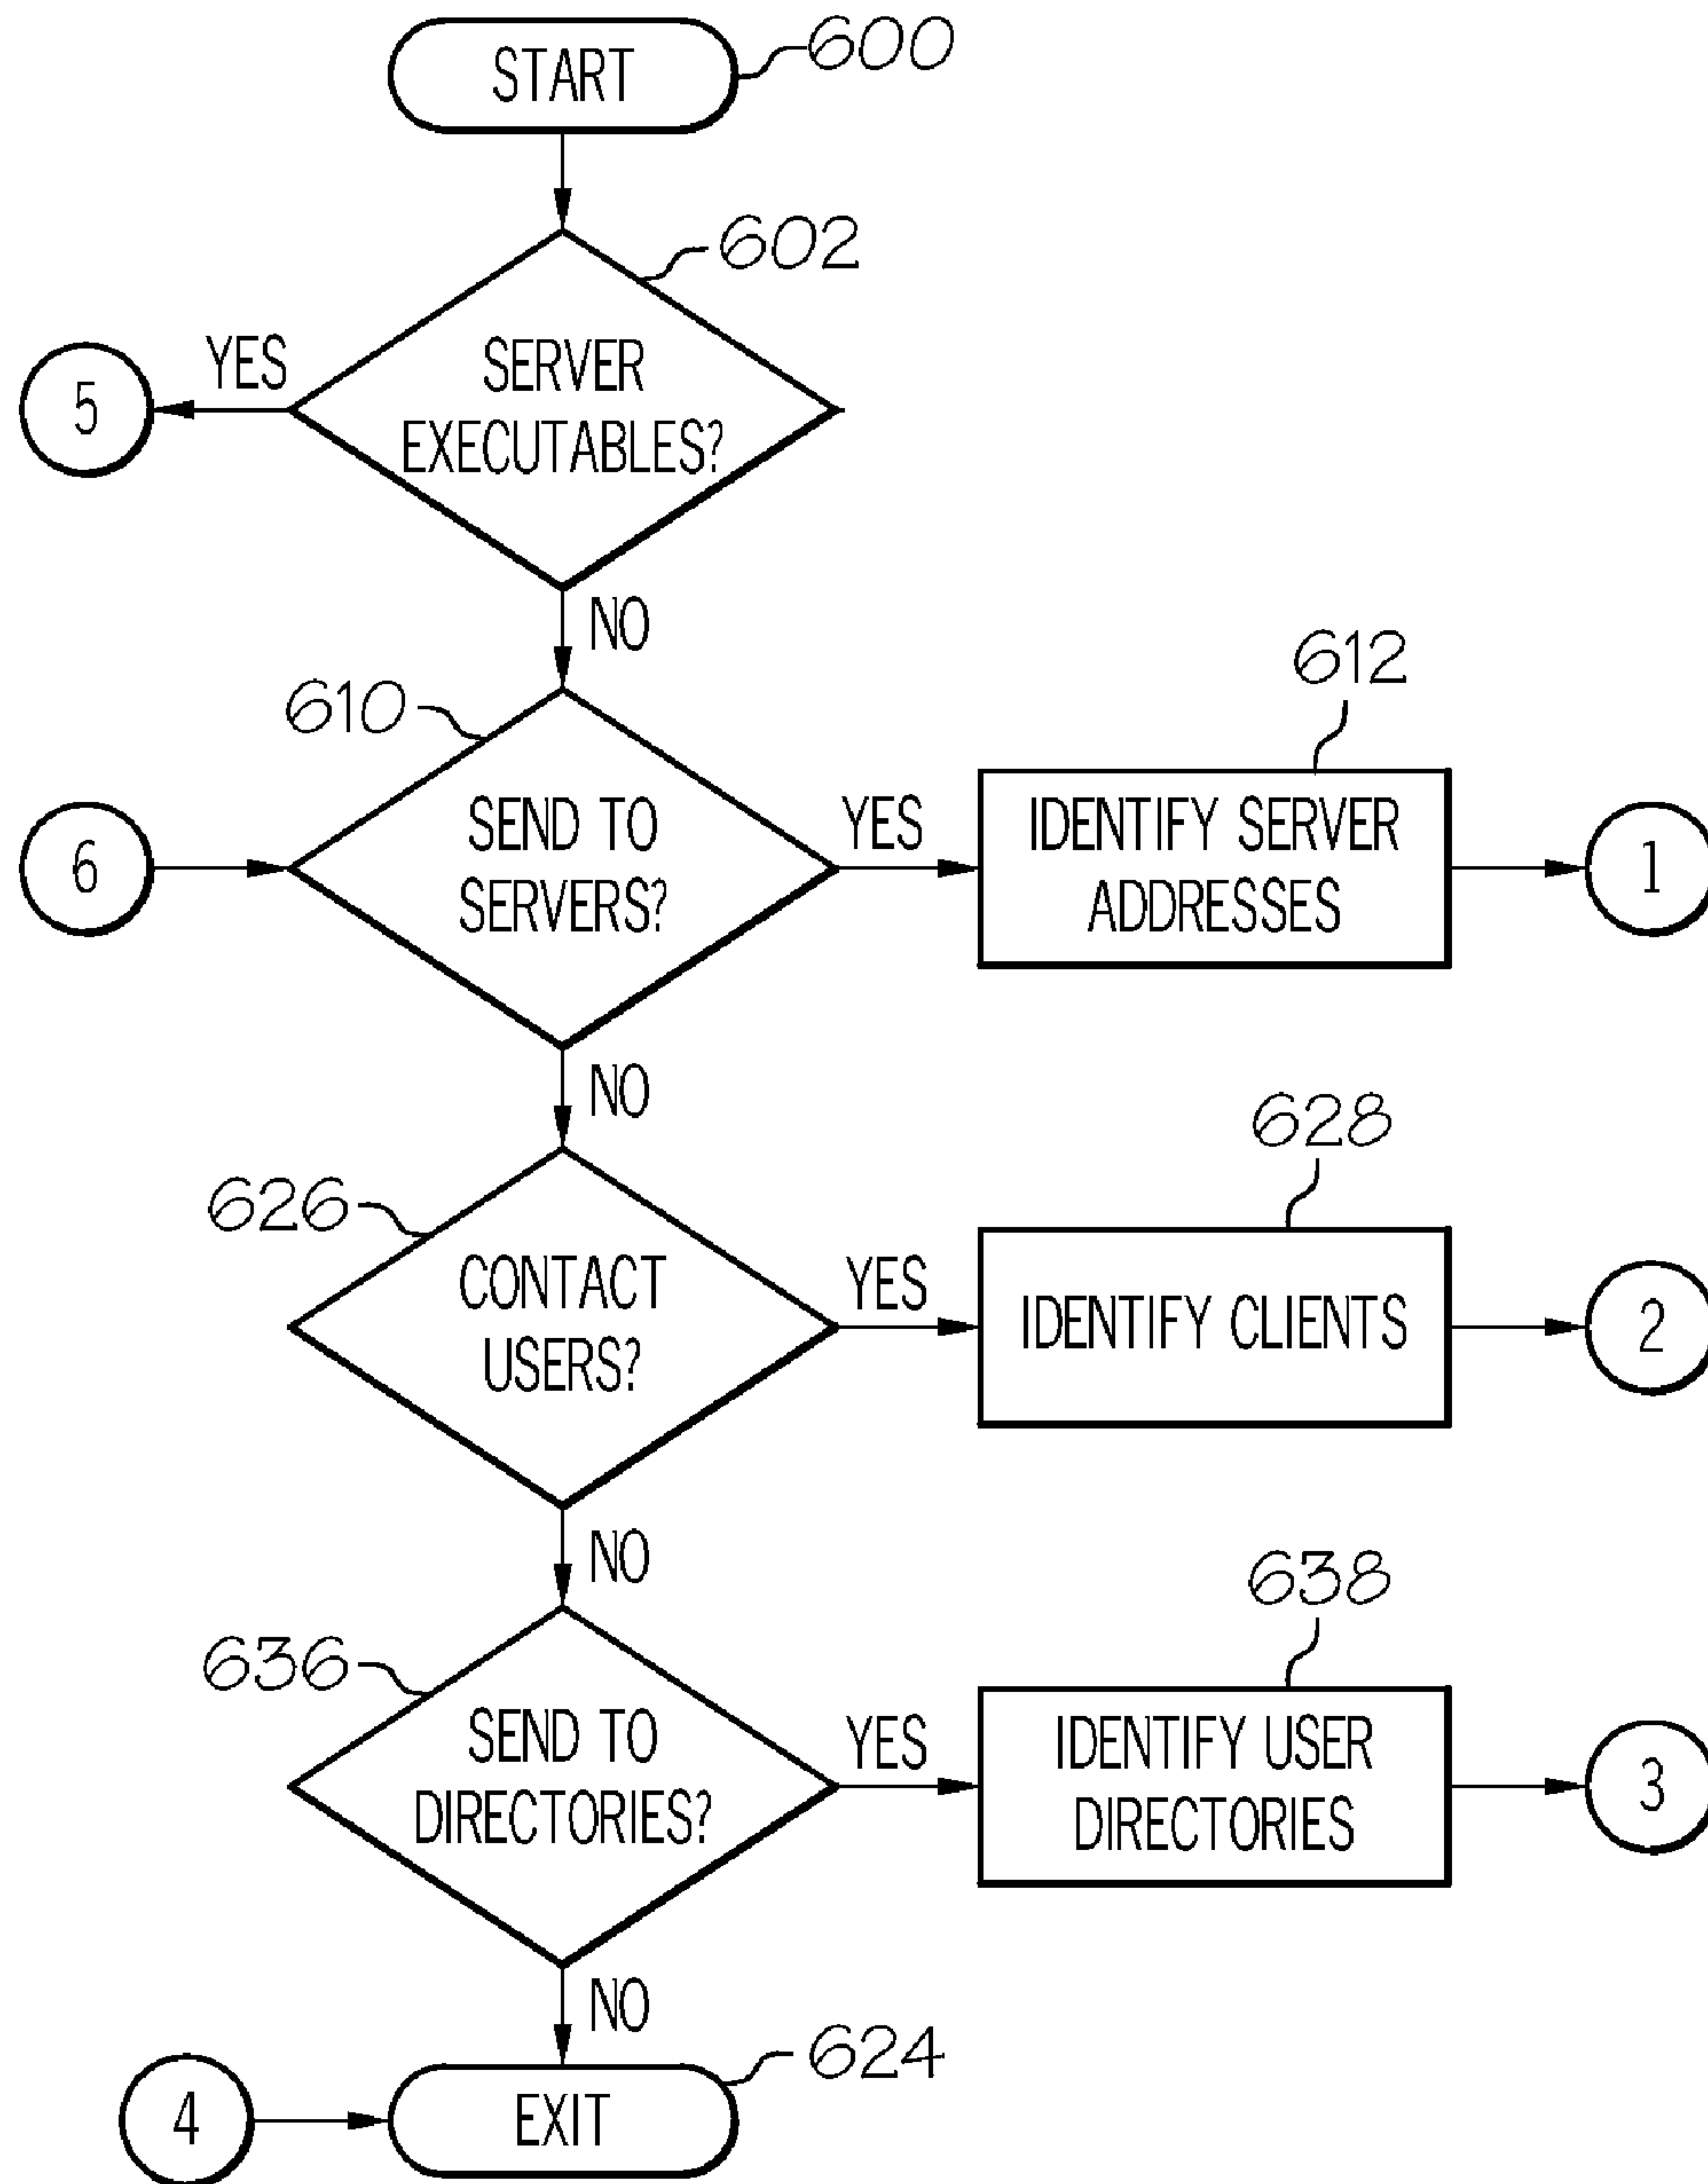 START
600
602
YES
SERVER
EXECUTABLES?
5
NO
610
612
6
SEND TO
SERVERS?
YES
IDENTIFY SERVER
ADDRESSES
1
NO
626
628
CONTACT
USERS?
YES
IDENTIFY CLIENTS
2
NO
636
638
SEND TO
DIRECTORIES?
YES
IDENTIFY USER
DIRECTORIES
3
NO
624
4
EXIT